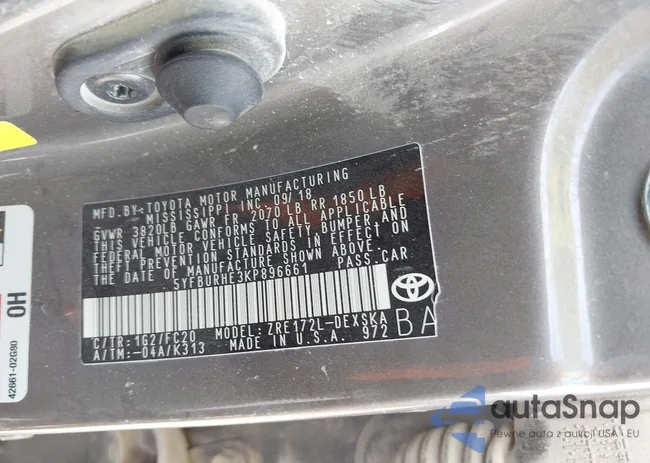 MFD.BY:TOYOTA MOTOR MANUFACTURING
MISSISSIPPI INC. 09/18
GVWR 3820LB GAWR FR 2070 LB RR 1850 LB
THIS VEHICLE CONFORMS TO ALL APPLICABLE
FEDERAL MOTOR VEHICLE SAFETY, BUMPER AND
THEFT PREVENTION STANDARDS IN EFFECT ON
THE DATE OF MANUFACTURE SHOWN ABOVE.
5YFBURHE3KP896661 PASS.CAR
C/TR:1G2/FC20 MODEL:ZRE172L-DEXSKA
A/TM:-04A/K313 MADE IN U.S.A. 972
BA
OH
42661-02G80
autoSnap
Pewne auta z aukcji USA · EU